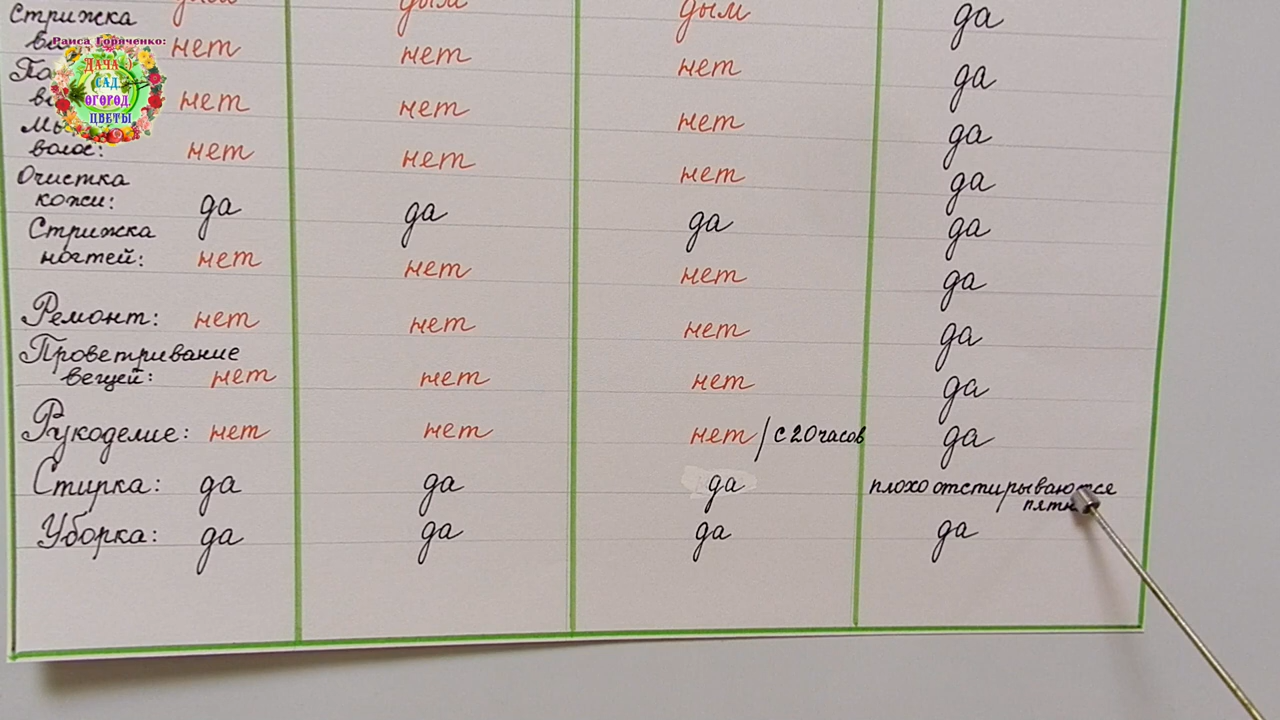 Стрижка дым дым да
нет нет нет да
нет нет нет да
волос: нет нет нет да
Очистка
кожи: да да да да
Стрижка
ногтей: нет нет нет да
Ремонт: нет нет нет да
Проветривание
вещей: нет нет нет да
Рукоделие: нет нет нет / с 20 часов да
Стирка: да да да плохо отстирываются
Уборка: да да да да
Раиса Горяченко:
ДАЧА,
САД,
ОГОРОД,
ЦВЕТЫ